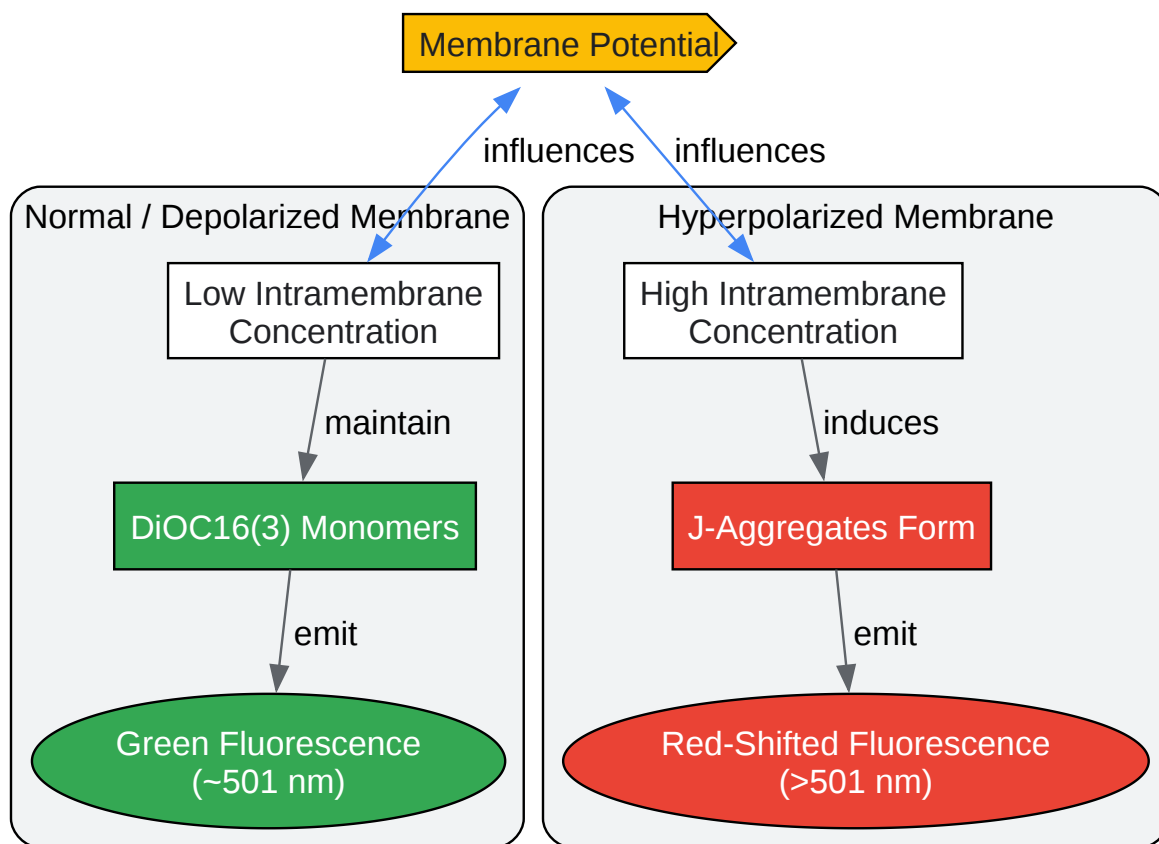 Membrane Potential
influences
influences
Normal / Depolarized Membrane
Low Intramembrane
Concentration
maintain
DiOC16(3) Monomers
emit
Green Fluorescence
(~501 nm)
Hyperpolarized Membrane
High Intramembrane
Concentration
induces
J-Aggregates Form
emit
Red-Shifted Fluorescence
(>501 nm)